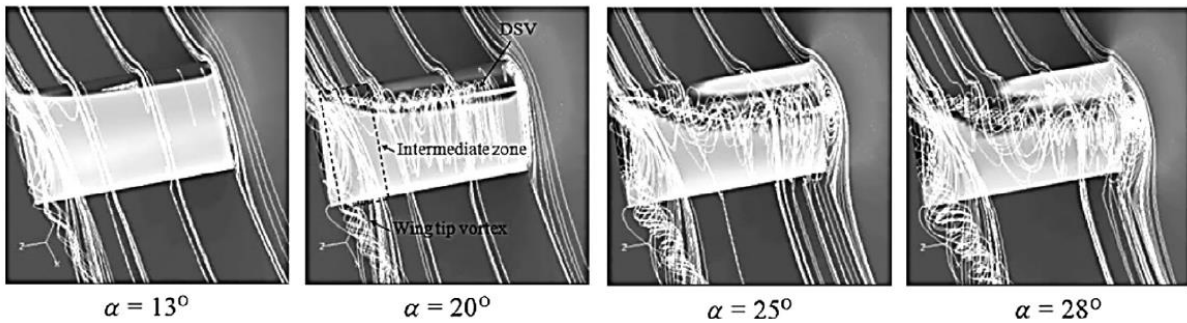 DSV
Intermediate zone
Wing tip vortex
z
x
z
z
z
α = 13°
α = 20°
α = 25°
α = 28°